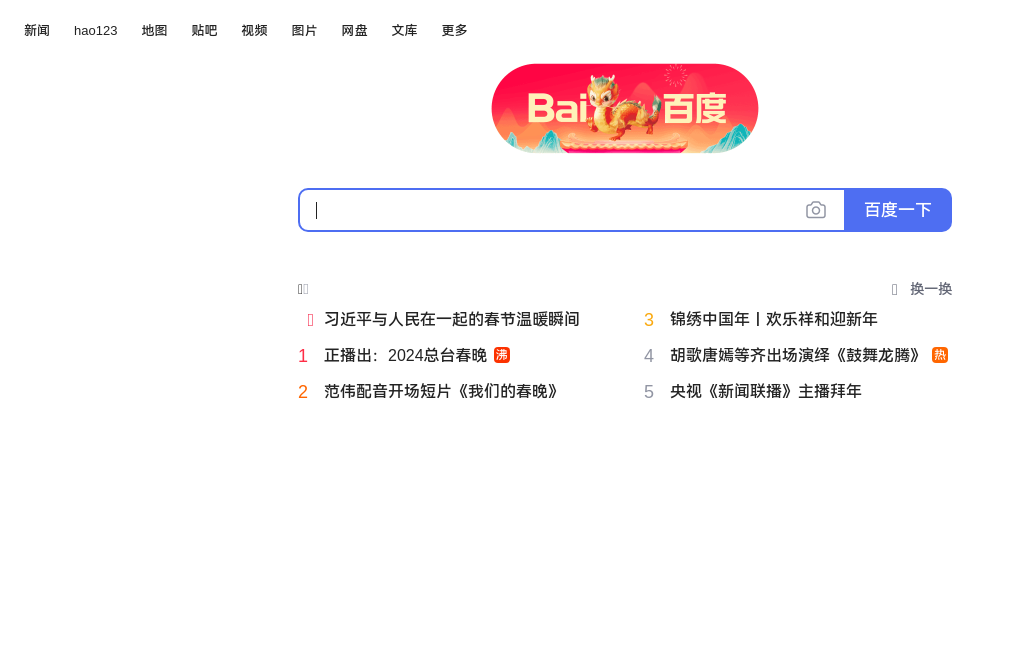 新闻 hao123 地图 贴吧 视频 图片 网盘 文库 更多
Bai 百度
百度一下
换一换
习近平与人民在一起的春节温暖瞬间
3 锦绣中国年丨欢乐祥和迎新年
1 正播出：2024总台春晚 沸
4 胡歌唐嫣等齐出场演绎《鼓舞龙腾》 热
2 范伟配音开场短片《我们的春晚》
5 央视《新闻联播》主播拜年